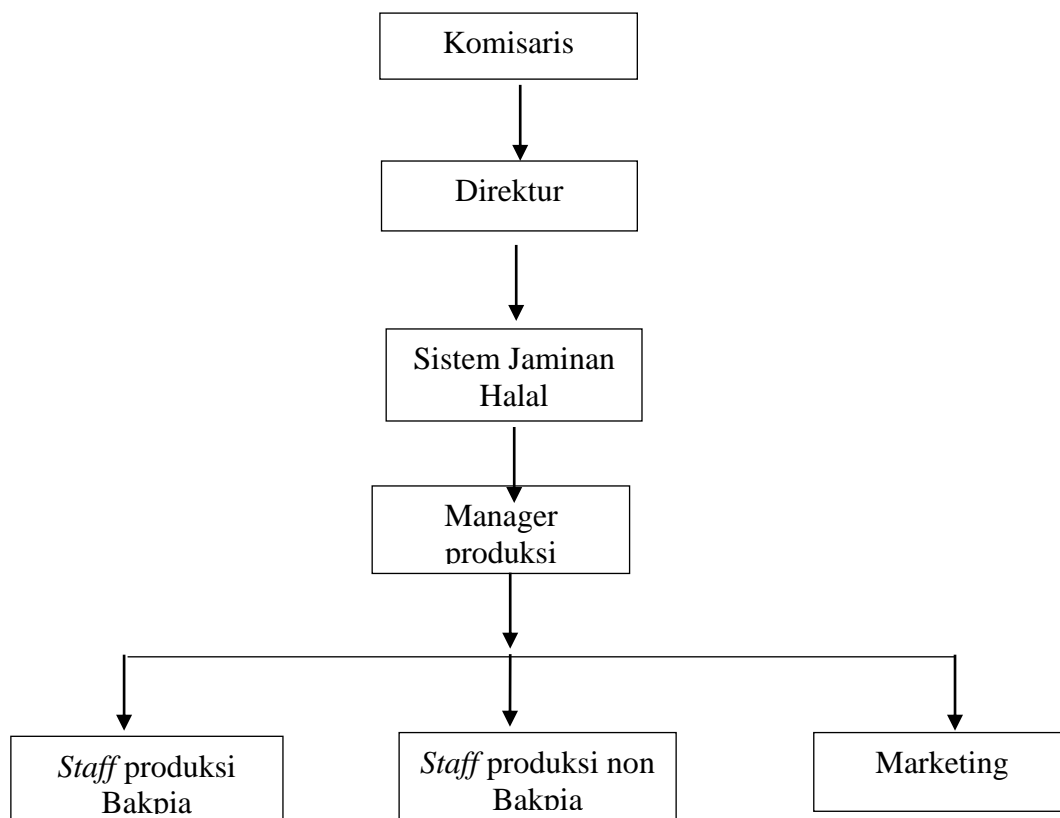 Komisaris
Direktur
Sistem Jaminan
Halal
Manager
produksi
Staff produksi
Bakpia
Staff produksi non
Bakpia
Marketing